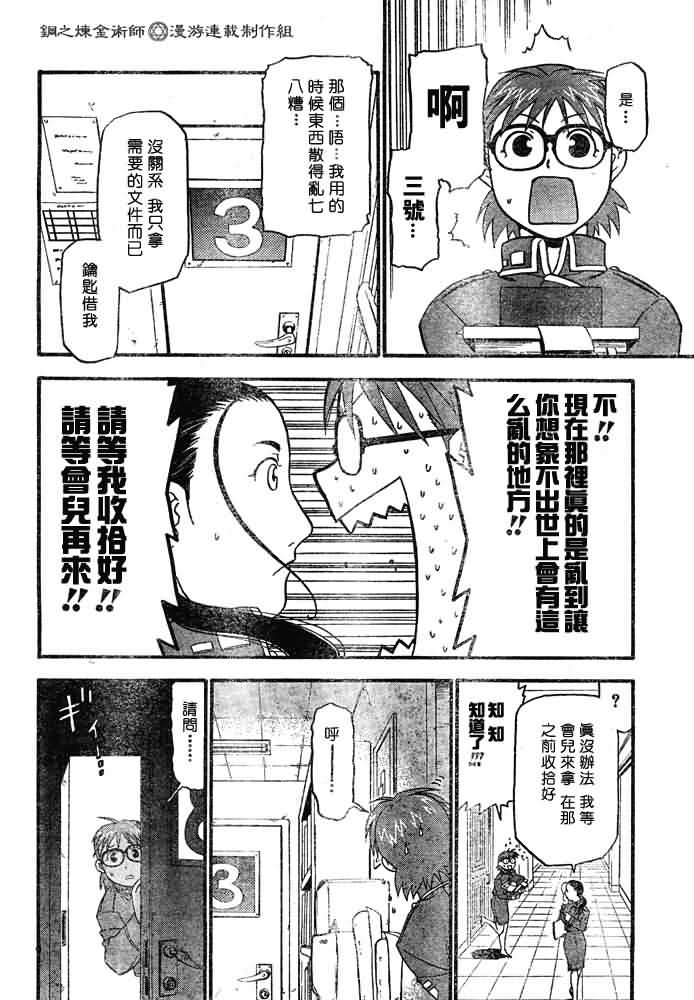 鋼之煉金術師 漫游連載制作組
是…
啊
三號…
那個…唔…我用的
時候東西散得亂七
八糟…
沒關系 我只拿
需要的文件而已
鑰匙借我
3
不!!
現在那裡真的是亂到讓
你想象不出世上會有這
么亂的地方!!
請等我收拾好!!
請等會兒再來!!
?
真沒辦法 我等
會兒來拿 在那
之前收拾好
知 知
知道了
呼…
3
請問……
ギィ…